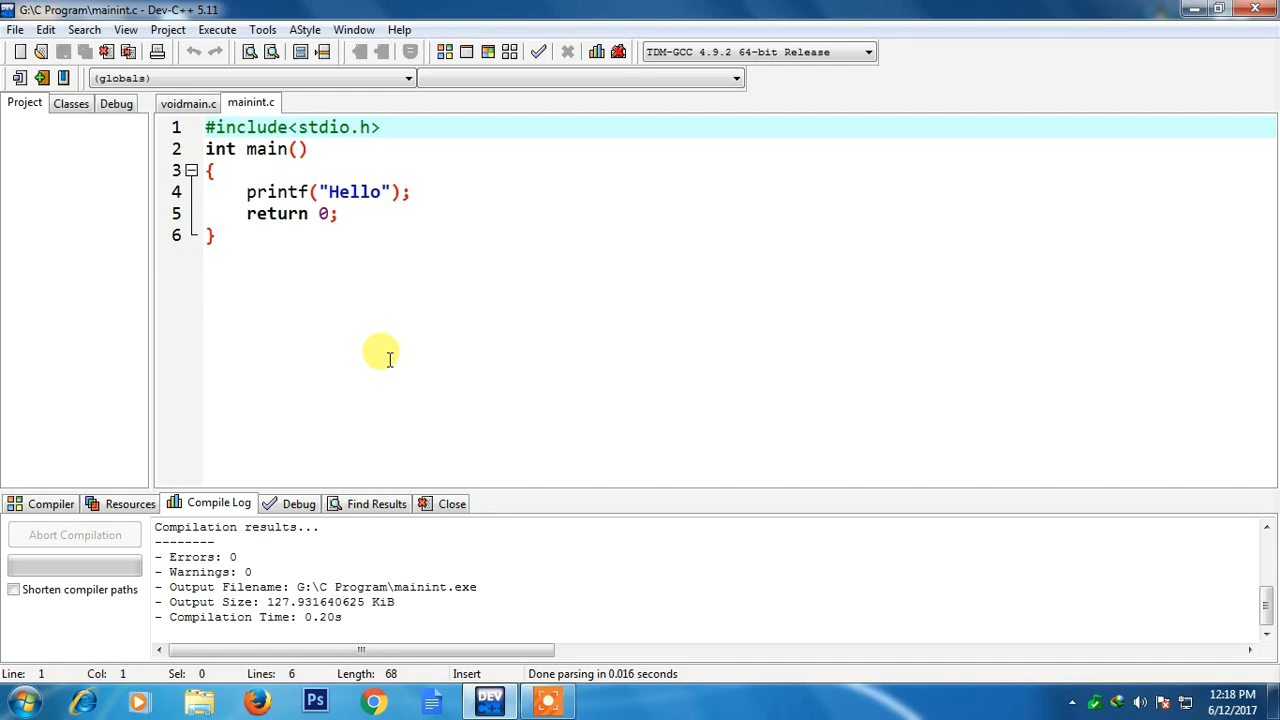 G:\C Program\mainint.c - Dev-C++ 5.11
File Edit Search View Project Execute Tools AStyle Window Help
TDM-GCC 4.9.2 64-bit Release
(globals)
Project Classes Debug voidmain.c mainint.c
1 #include<stdio.h>
2 int main()
3 {
4 printf("Hello");
5 return 0;
6 }
Compiler Resources Compile Log Debug Find Results Close
Abort Compilation
Shorten compiler paths
Compilation results...
--------
- Errors: 0
- Warnings: 0
- Output Filename: G:\C Program\mainint.exe
- Output Size: 127.931640625 KiB
- Compilation Time: 0.20s
Line: 1 Col: 1 Sel: 0 Lines: 6 Length: 68 Insert Done parsing in 0.016 seconds
Ps
DEV
12:18 PM
6/12/2017